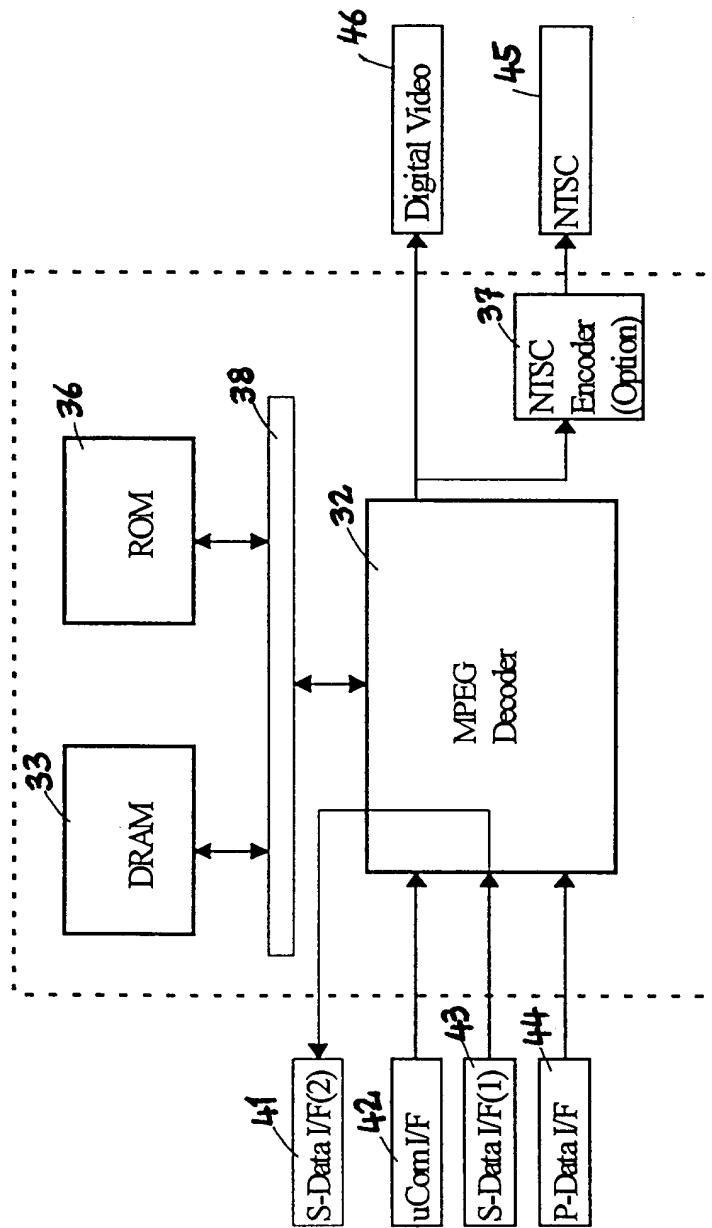 33
DRAM
36
ROM
38
41
S-Data I/F(2)
42
uCom I/F
43
S-Data I/F(1)
44
P-Data I/F
32
MPEG
Decoder
37
NTSC
Encoder
(Option)
46
Digital Video
45
NTSC